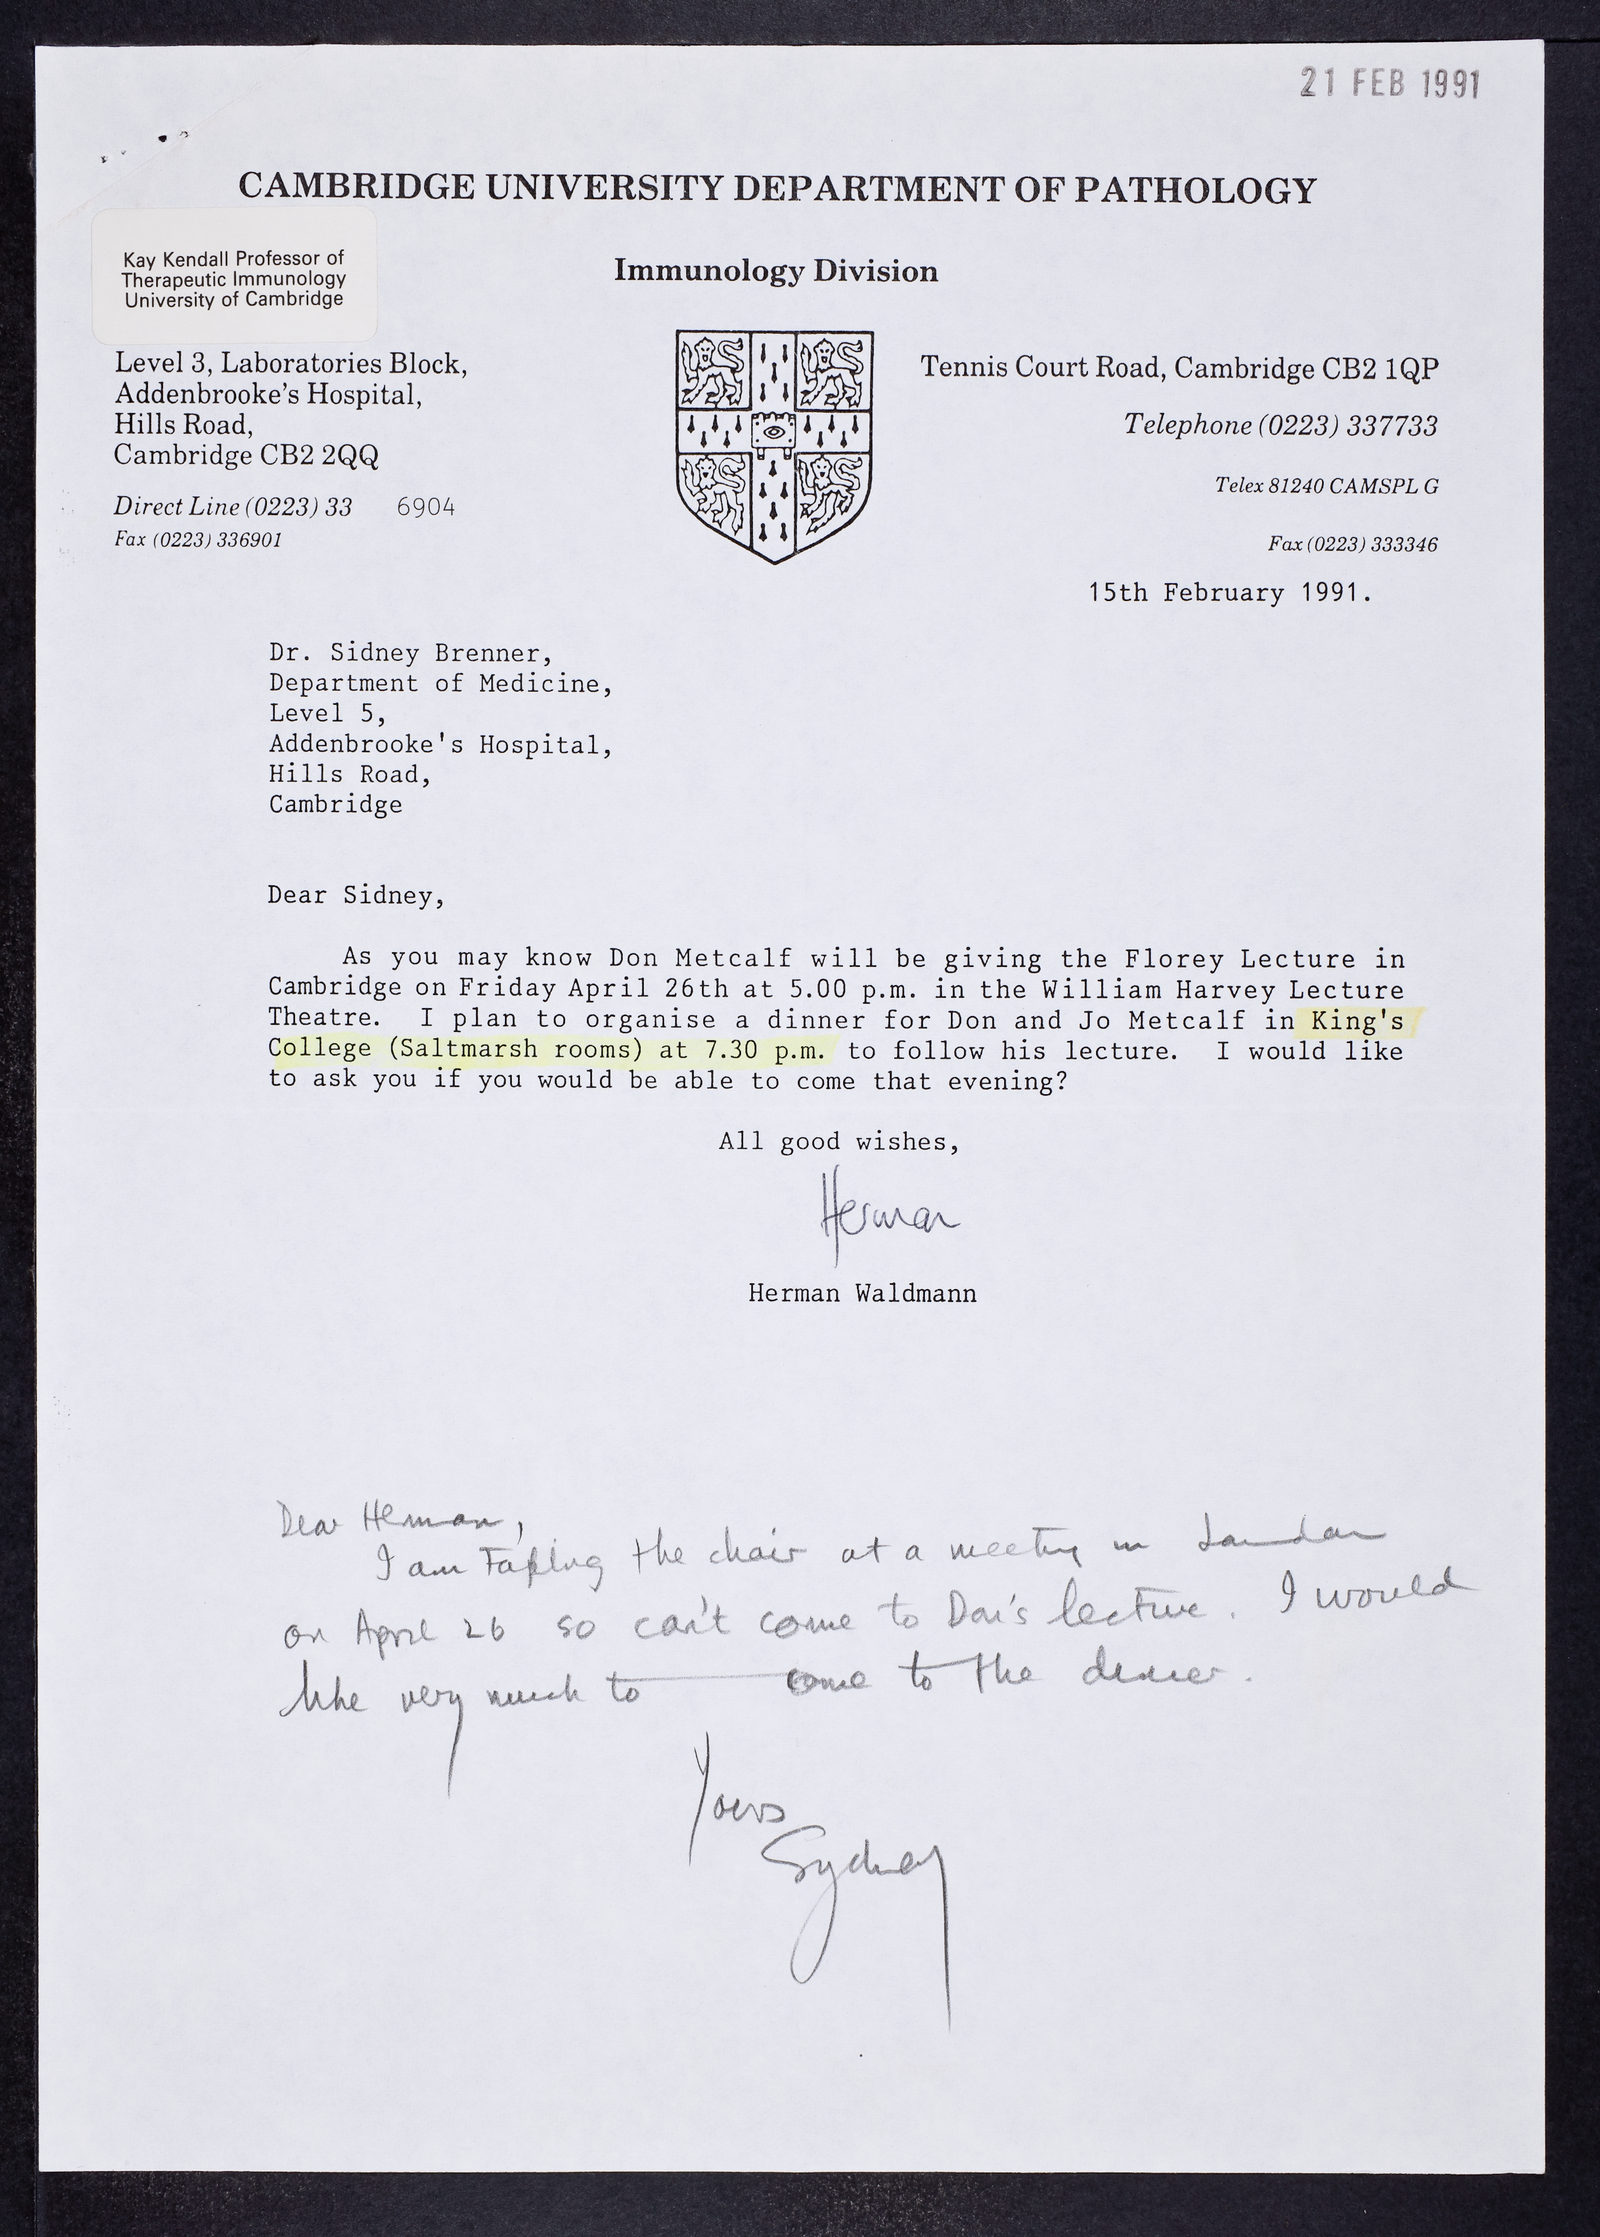 21 FEB 1991
CAMBRIDGE UNIVERSITY DEPARTMENT OF PATHOLOGY
Kay Kendall Professor of
Therapeutic Immunology
University of Cambridge
Immunology Division
Level 3, Laboratories Block,
Addenbrooke's Hospital,
Hills Road,
Cambridge CB2 2QQ
Direct Line (0223) 33 6904
Fax (0223) 336901
Tennis Court Road, Cambridge CB2 1QP
Telephone (0223) 337733
Telex 81240 CAMSPL G
Fax (0223) 333346
15th February 1991.
Dr. Sidney Brenner,
Department of Medicine,
Level 5,
Addenbrooke's Hospital,
Hills Road,
Cambridge
Dear Sidney,
As you may know Don Metcalf will be giving the Florey Lecture in
Cambridge on Friday April 26th at 5.00 p.m. in the William Harvey Lecture
Theatre. I plan to organise a dinner for Don and Jo Metcalf in King's
College (Saltmarsh rooms) at 7.30 p.m. to follow his lecture. I would like
to ask you if you would be able to come that evening?
All good wishes,
Herman
Herman Waldmann
Dear Herman,
I am Taking the chair at a meeting in London
on April 26 so can't come to Don's lecture. I would
like very much to come to the dinner.
Yours
Sydney